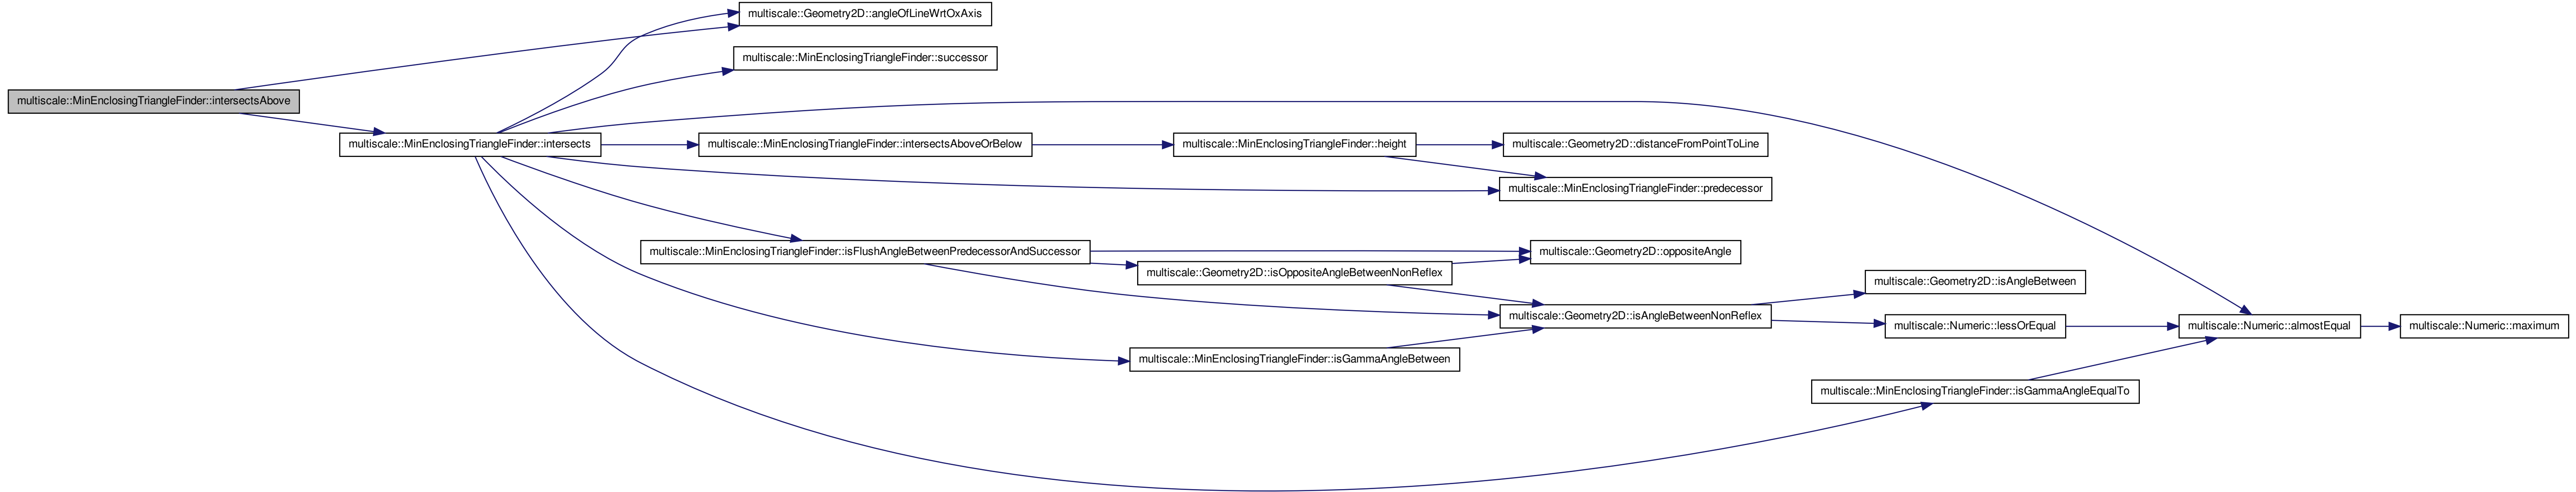 multiscale::Geometry2D::angleOfLineWrtOxAxis
multiscale::MinEnclosingTriangleFinder::successor
multiscale::MinEnclosingTriangleFinder::intersectsAbove
multiscale::MinEnclosingTriangleFinder::intersects
multiscale::MinEnclosingTriangleFinder::intersectsAboveOrBelow
multiscale::MinEnclosingTriangleFinder::height
multiscale::Geometry2D::distanceFromPointToLine
multiscale::MinEnclosingTriangleFinder::predecessor
multiscale::MinEnclosingTriangleFinder::isFlushAngleBetweenPredecessorAndSuccessor
multiscale::Geometry2D::oppositeAngle
multiscale::Geometry2D::isOppositeAngleBetweenNonReflex
multiscale::Geometry2D::isAngleBetween
multiscale::Geometry2D::isAngleBetweenNonReflex
multiscale::Numeric::lessOrEqual
multiscale::Numeric::almostEqual
multiscale::Numeric::maximum
multiscale::MinEnclosingTriangleFinder::isGammaAngleBetween
multiscale::MinEnclosingTriangleFinder::isGammaAngleEqualTo